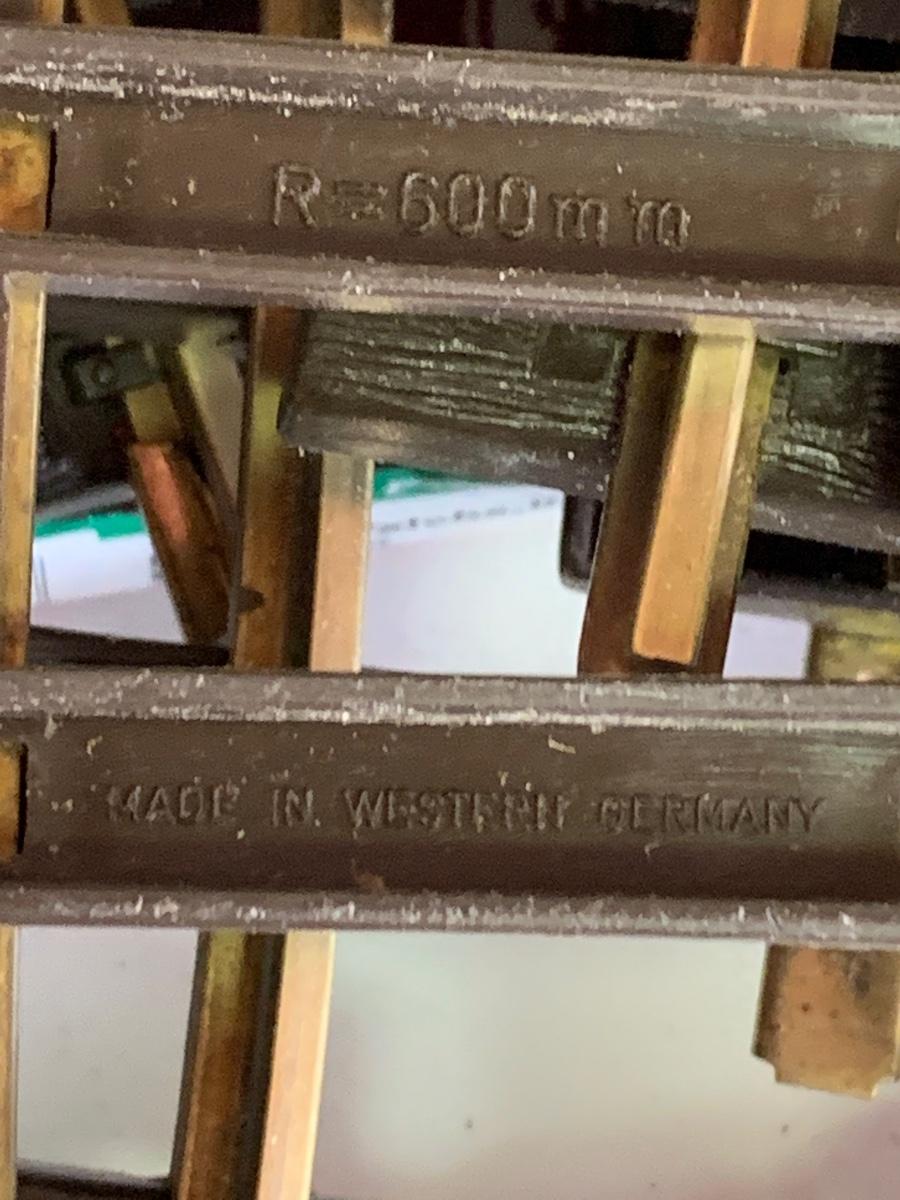 R=600mm
MADE IN WESTERN GERMANY